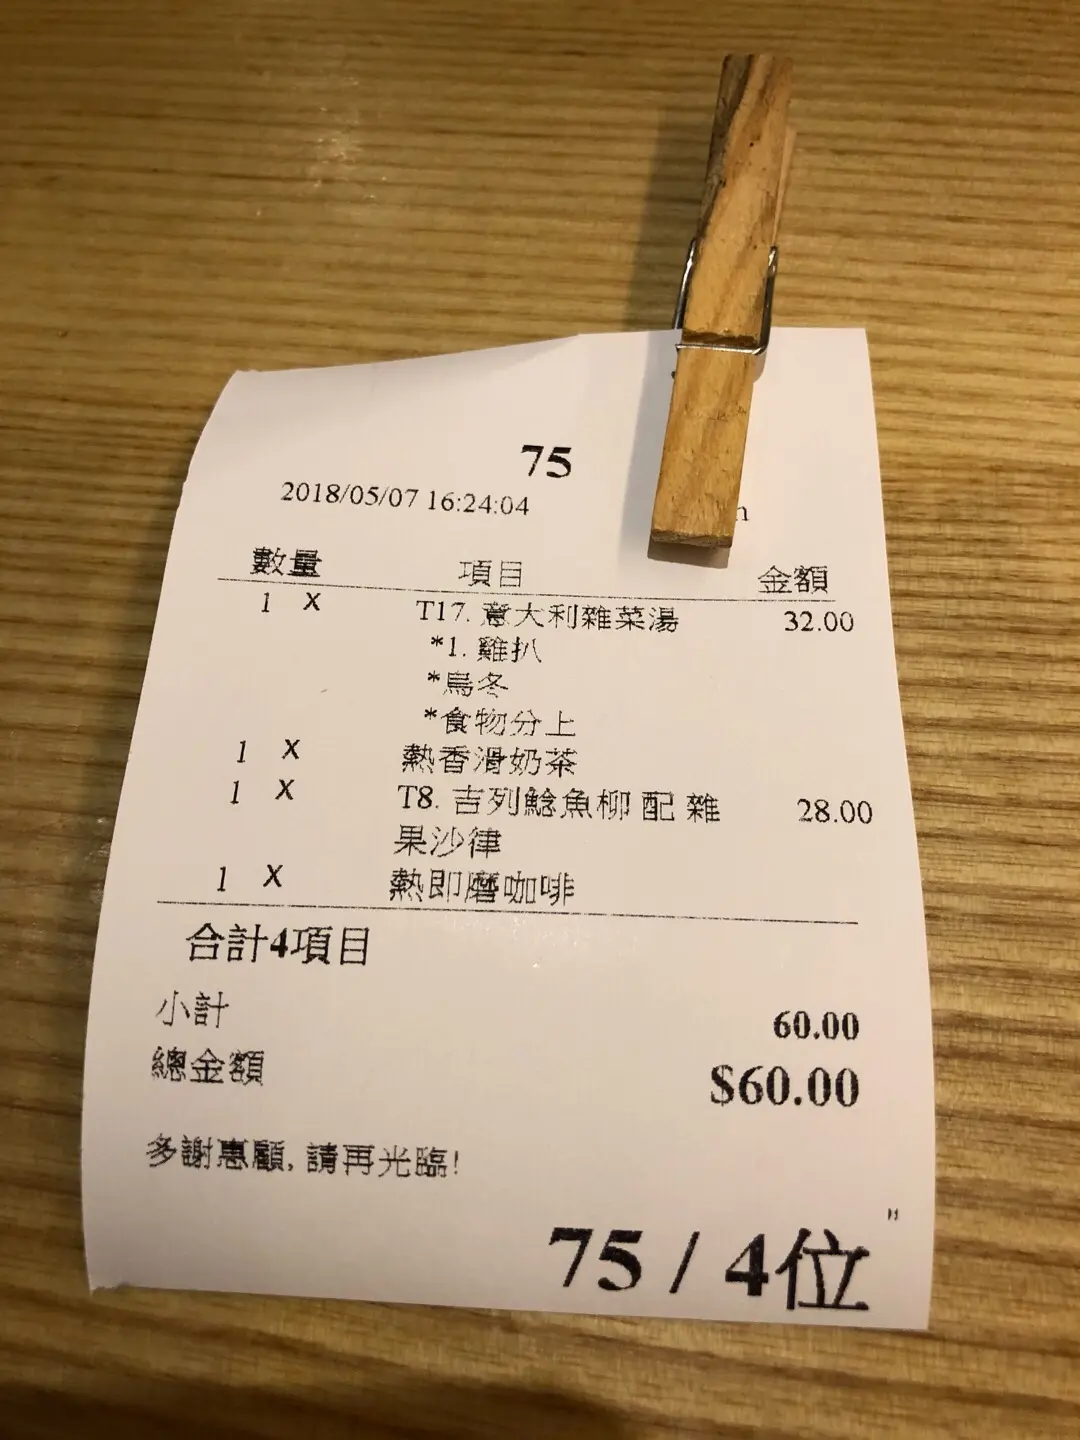 75
2018/05/07 16:24:04
數量 項目 金額
1 X T17. 意大利雜菜湯 32.00
*1. 雞扒
*烏冬
*食物分上
1 X 熱香滑奶茶
1 X T8. 吉列鯰魚柳 配 雜 28.00
果沙律
1 X 熱即磨咖啡
合計4項目
小計 60.00
總金額 $60.00
多謝惠顧, 請再光臨!
75 / 4位